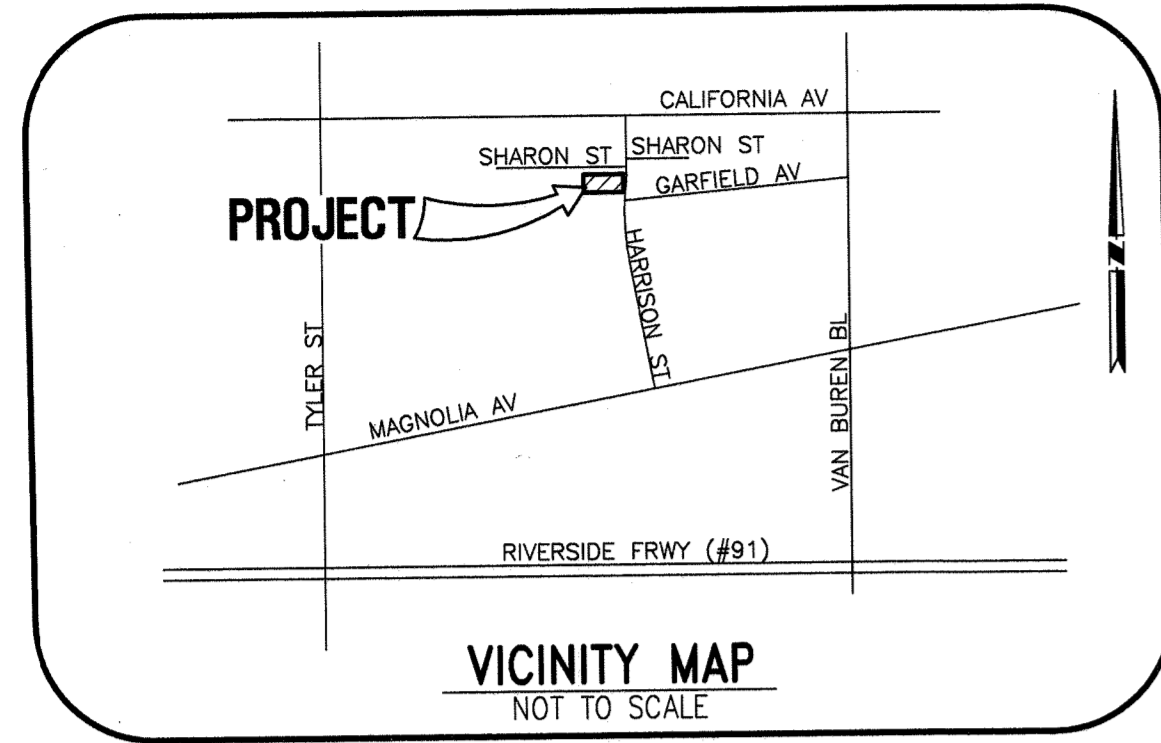 CALIFORNIA AV
SHARON ST
SHARON ST
GARFIELD AV
PROJECT
HARRISON ST
TYLER ST
MAGNOLIA AV
VAN BUREN BL
N
RIVERSIDE FRWY (#91)
VICINITY MAP
NOT TO SCALE